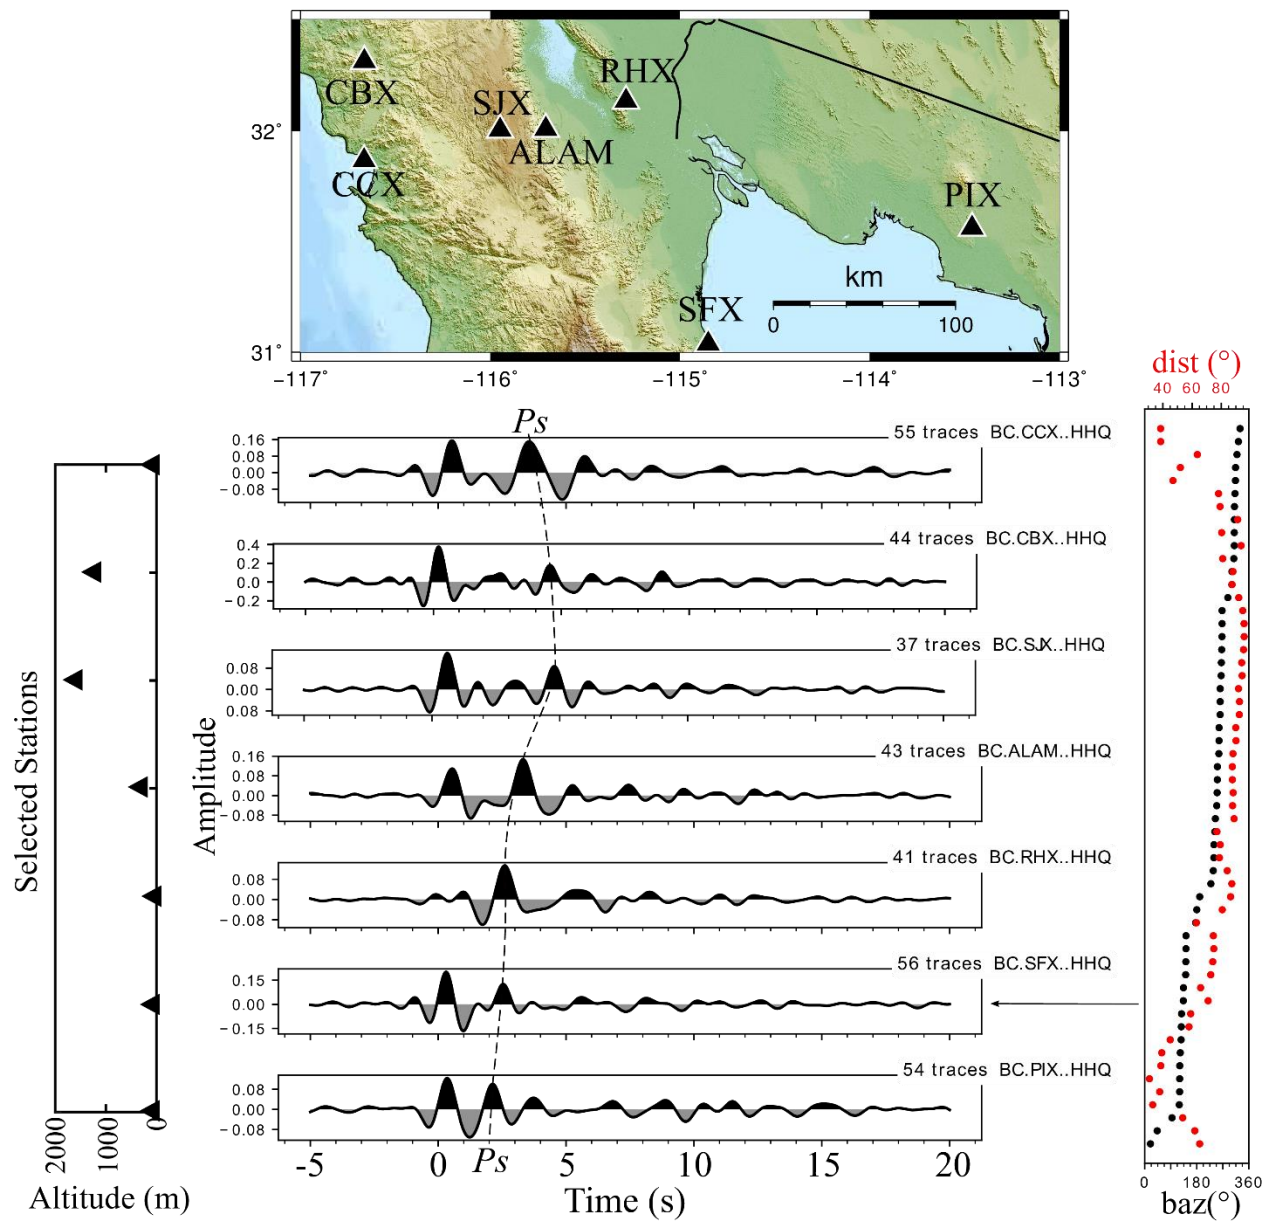 CBX
RHX
SJX
ALAM
CCX
PIX
SFX
km
0 100
32˚
31˚
−117˚ −116˚ −115˚ −114˚ −113˚
dist (°)
40 60 80
Ps
55 traces BC.CCX..HHQ
0.16
0.08
0.00
−0.08
44 traces BC.CBX..HHQ
0.4
0.2
0.0
−0.2
37 traces BC.SJX..HHQ
0.08
0.00
0.08
43 traces BC.ALAM..HHQ
0.16
0.08
0.00
−0.08
41 traces BC.RHX..HHQ
0.08
0.00
−0.08
56 traces BC.SFX..HHQ
0.15
0.00
−0.15
54 traces BC.PIX..HHQ
0.08
0.00
−0.08
Selected Stations
Amplitude
2000 1000 0
Altitude (m)
-5 0 Ps 5 10 15 20
Time (s)
0 180 360
baz(°)